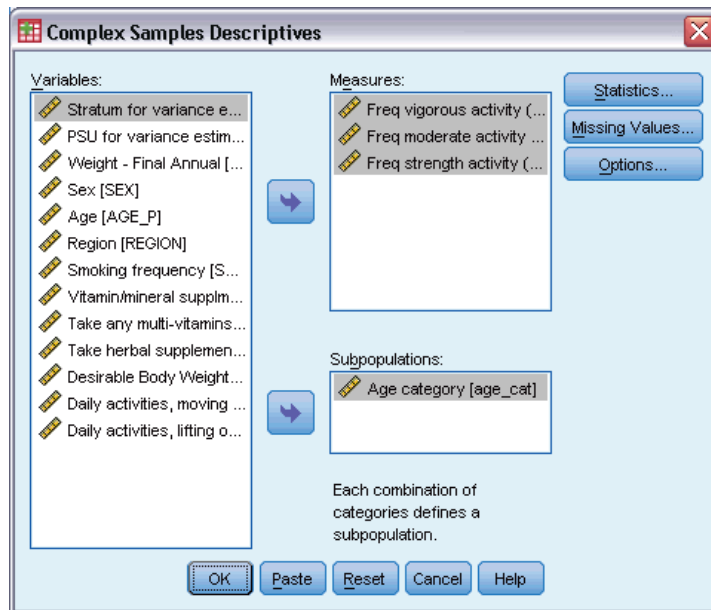 Complex Samples Descriptives
Variables:
Stratum for variance e...
PSU for variance estim...
Weight - Final Annual [...
Sex [SEX]
Age [AGE_P]
Region [REGION]
Smoking frequency [S...
Vitamin/mineral supplm...
Take any multi-vitamins...
Take herbal supplemen...
Desirable Body Weight...
Daily activities, moving ...
Daily activities, lifting o...
Measures:
Freq vigorous activity (...
Freq moderate activity ...
Freq strength activity (...
Subpopulations:
Age category [age_cat]
Each combination of
categories defines a
subpopulation.
Statistics...
Missing Values...
Options...
OK Paste Reset Cancel Help